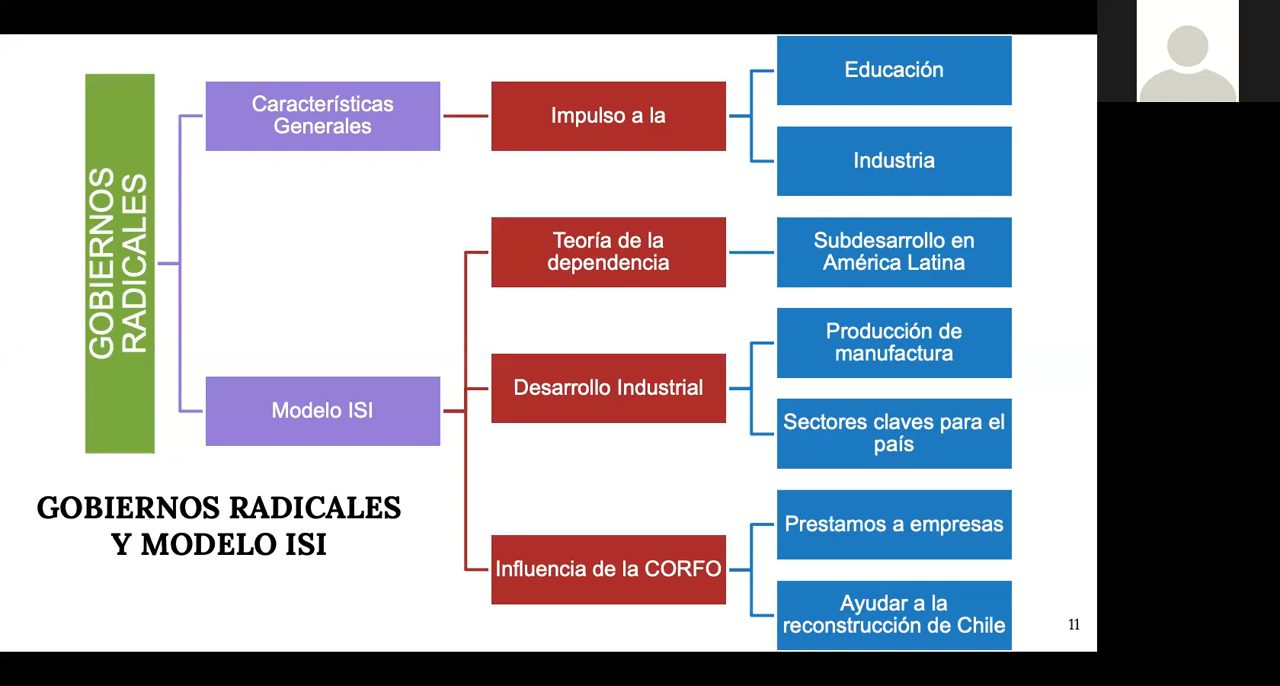 GOBIERNOS
RADICALES
Características
Generales
Impulso a la
Educación
Industria
Modelo ISI
Teoría de la
dependencia
Subdesarrollo en
América Latina
Desarrollo Industrial
Producción de
manufactura
Sectores claves para el
país
Influencia de la CORFO
Prestamos a empresas
Ayudar a la
reconstrucción de Chile
GOBIERNOS RADICALES
Y MODELO ISI
11